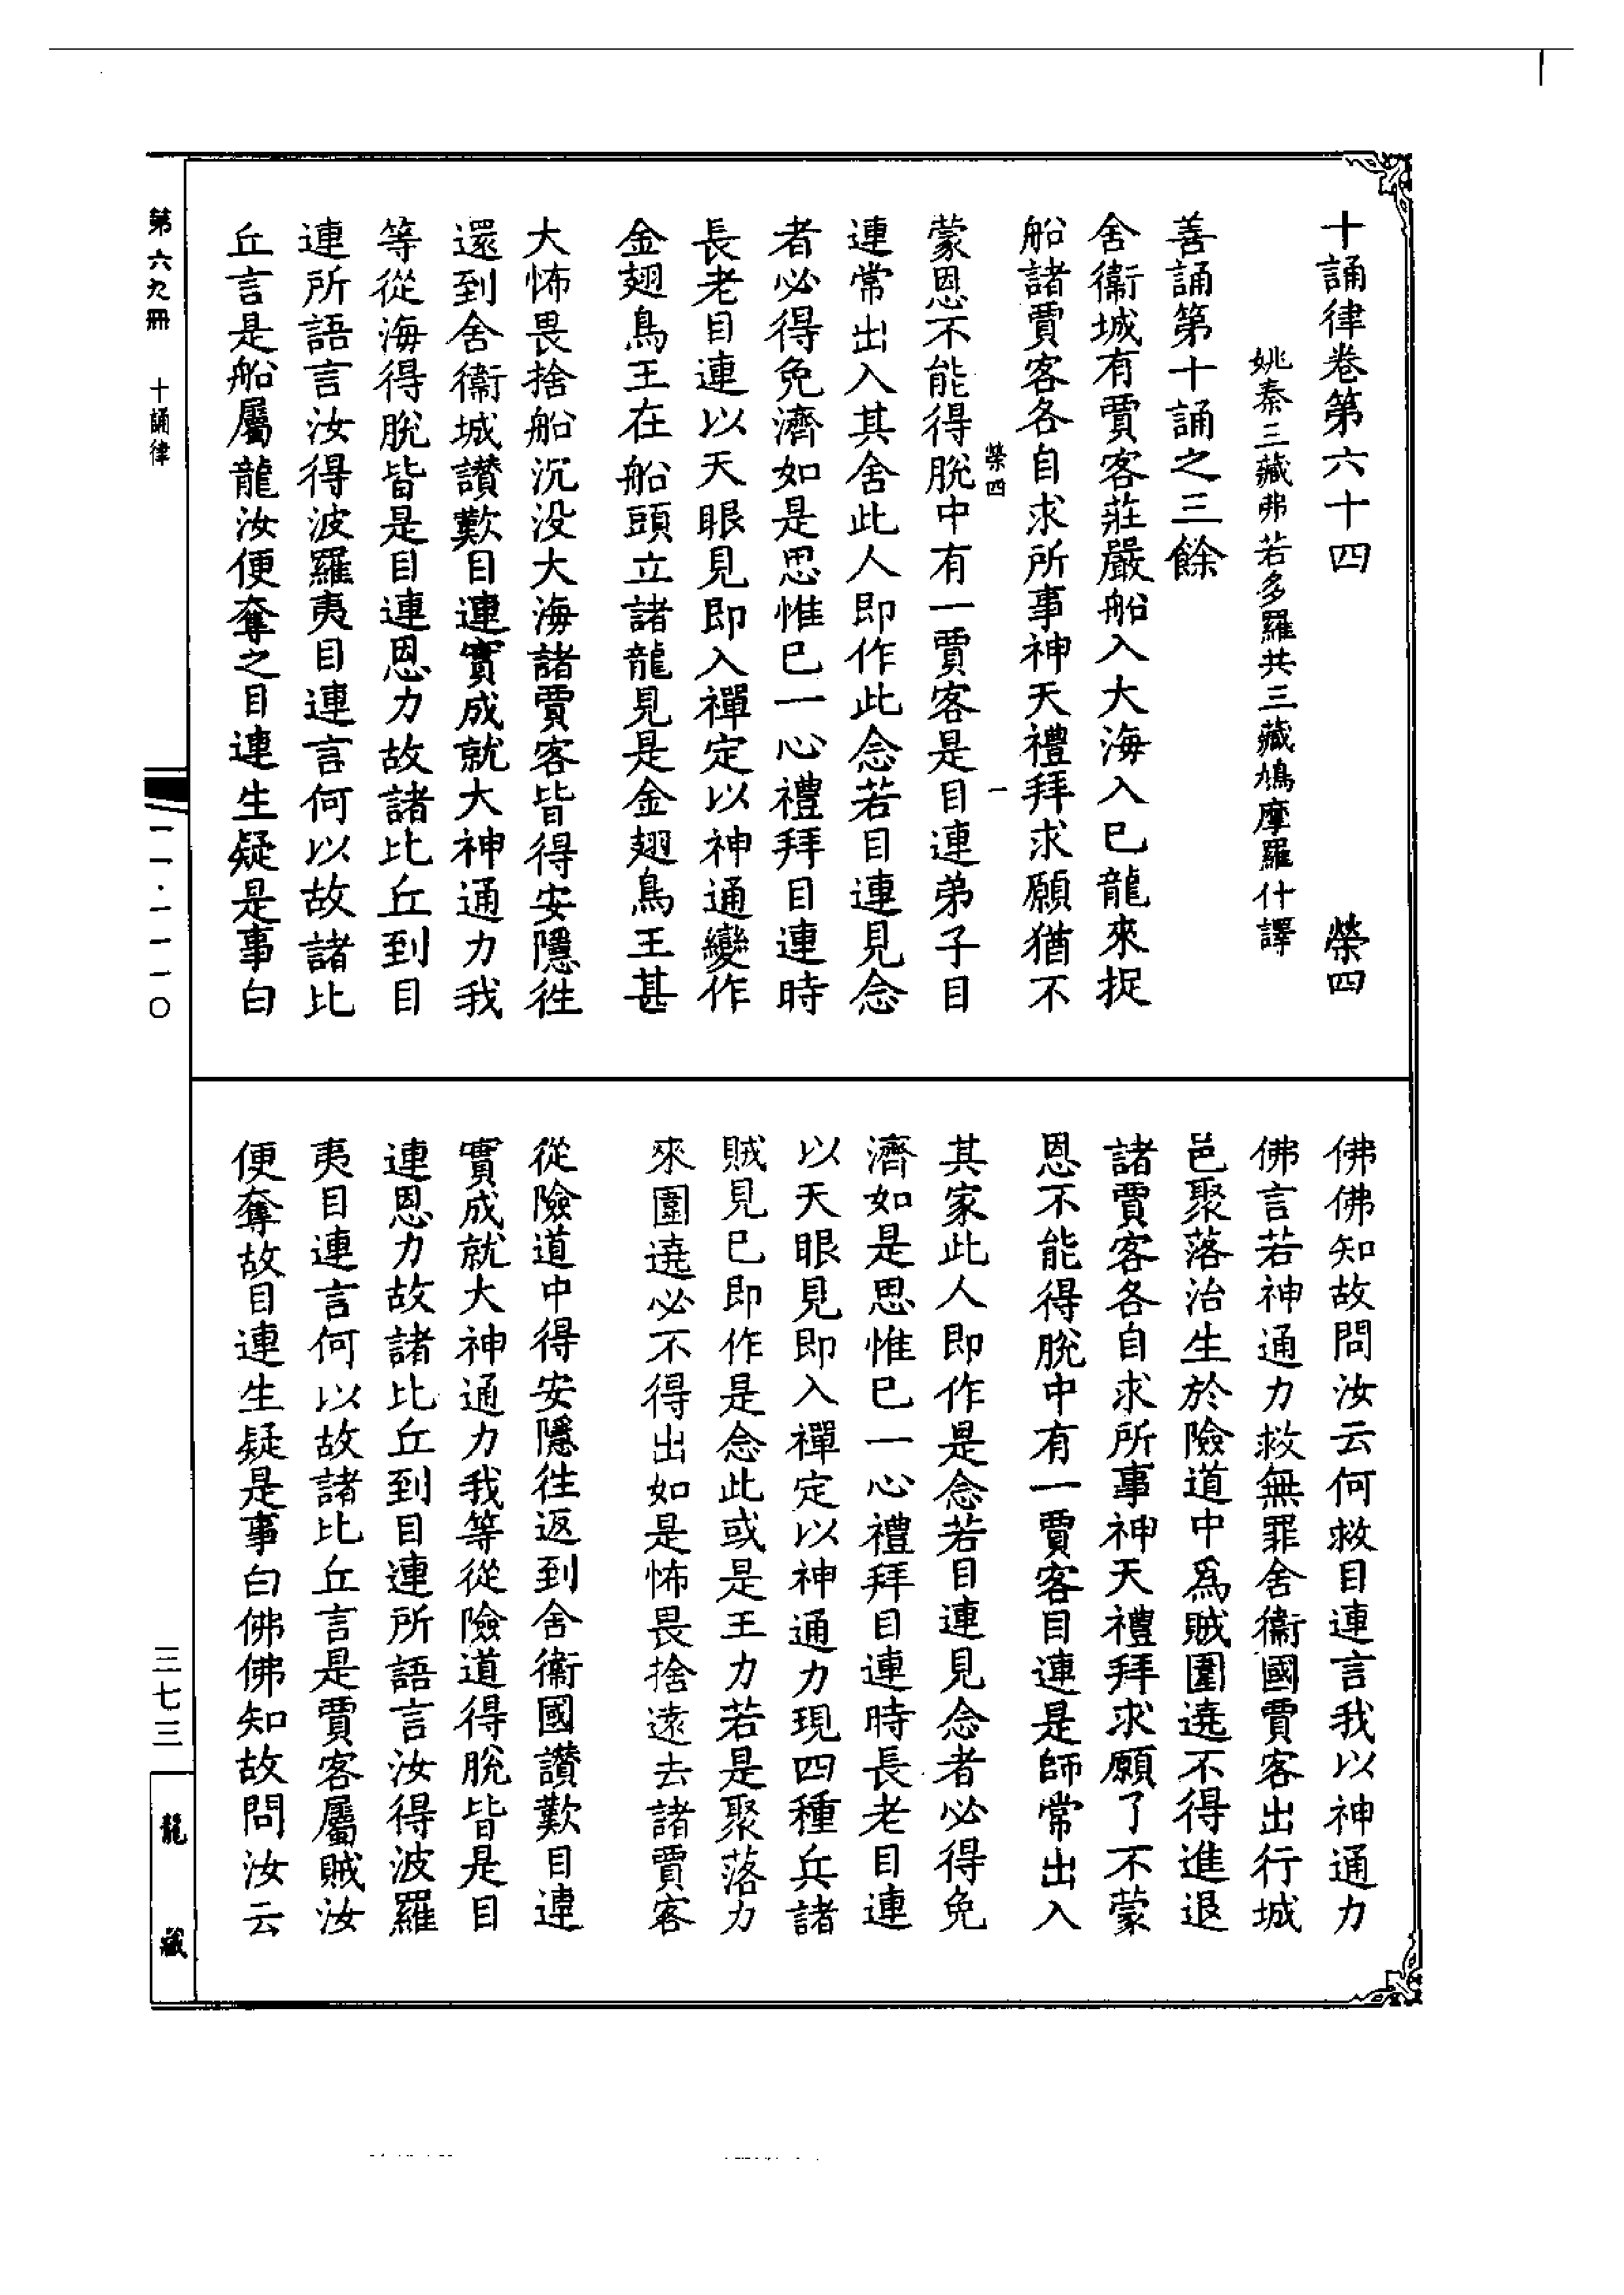 十誦律卷第六十四 榮四
姚秦三藏弗若多羅共三藏鳩摩羅什譯
善誦第十誦之三餘
舍衞城有賈客莊嚴船入大海入已龍來捉
船諸賈客各自求所事神天禮拜求願猶不
榮四 一
蒙恩不能得脫中有一賈客是目連弟子目
連常出入其舍此人即作此念若目連見念
者必得免濟如是思惟已一心禮拜目連時
長老目連以天眼見即入禪定以神通變作
金翅鳥王在船頭立諸龍見是金翅鳥王甚
大怖畏捨船沉没大海諸賈客皆得安隱徃
還到舍衞城讚歎目連實成就大神通力我
等從海得脫皆是目連恩力故諸比丘到目
連所語言汝得波羅夷目連言何以故諸比
丘言是船屬龍汝便奪之目連生疑是事白
佛佛知故問汝云何救目連言我以神通力
佛言若神通力救無罪舍衞國賈客出行城
邑聚落治生於險道中爲賊圍遶不得進退
諸賈客各自求所事神天禮拜求願了不蒙
恩不能得脫中有一賈客目連是師常出入
其家此人即作是念若目連見念者必得免
濟如是思惟已一心禮拜目連時長老目連
以天眼見即入禪定以神通力現四種兵諸
賊見已即作是念此或是王力若是聚落力
來圍遶必不得出如是怖畏捨遠去諸賈客
從險道中得安隱徃返到舍衞國讚歎目連
實成就大神通力我等從險道得脫皆是目
連恩力故諸比丘到目連所語言汝得波羅
夷目連言何以故諸比丘言是賈客屬賊汝
便奪故目連生疑是事白佛佛知故問汝云
第六九冊 十誦律
一一·一一一〇
三七三
龍藏